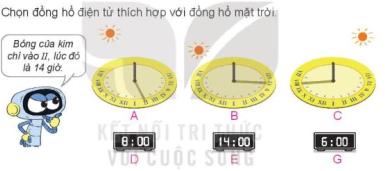 Chọn đồng hồ điện tử thích hợp với đồng hồ mặt trời.
Bóng của kim
chỉ vào II, lúc đó
là 14 giờ.
A
B
C
KẾT NỐI TRI THỨC
VỚI CUỘC SỐNG
8:00
14:00
6:00
D
E
G